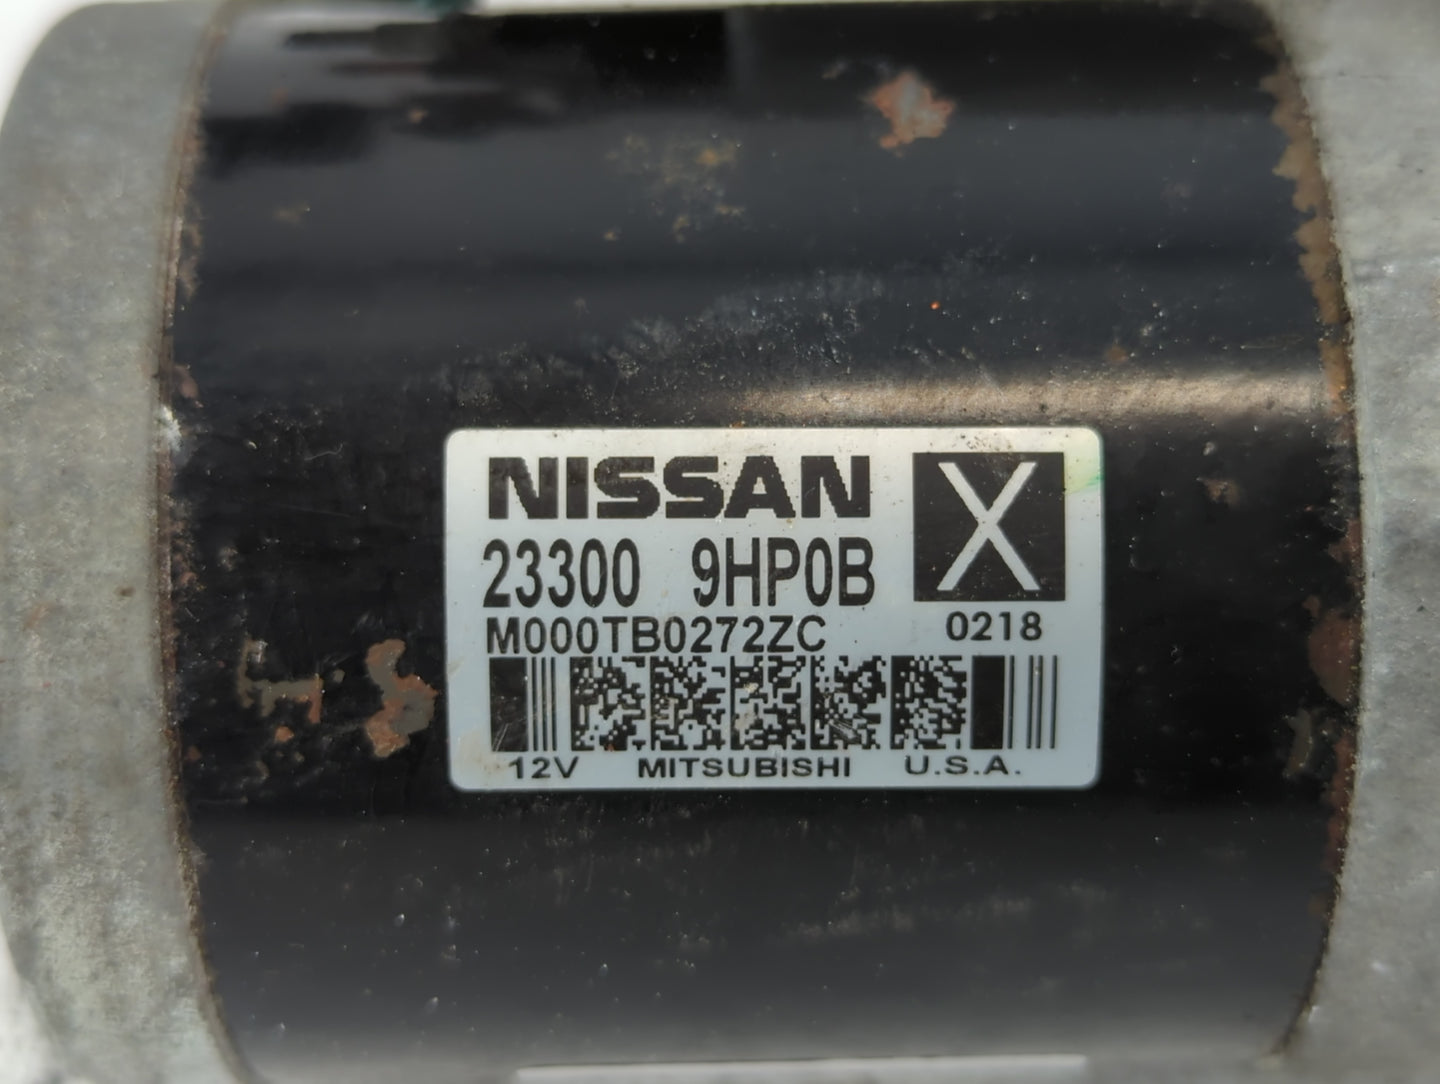 NISSAN X
23300 9HP0B
M000TB0272ZC 0218
12V MITSUBISHI U.S.A.